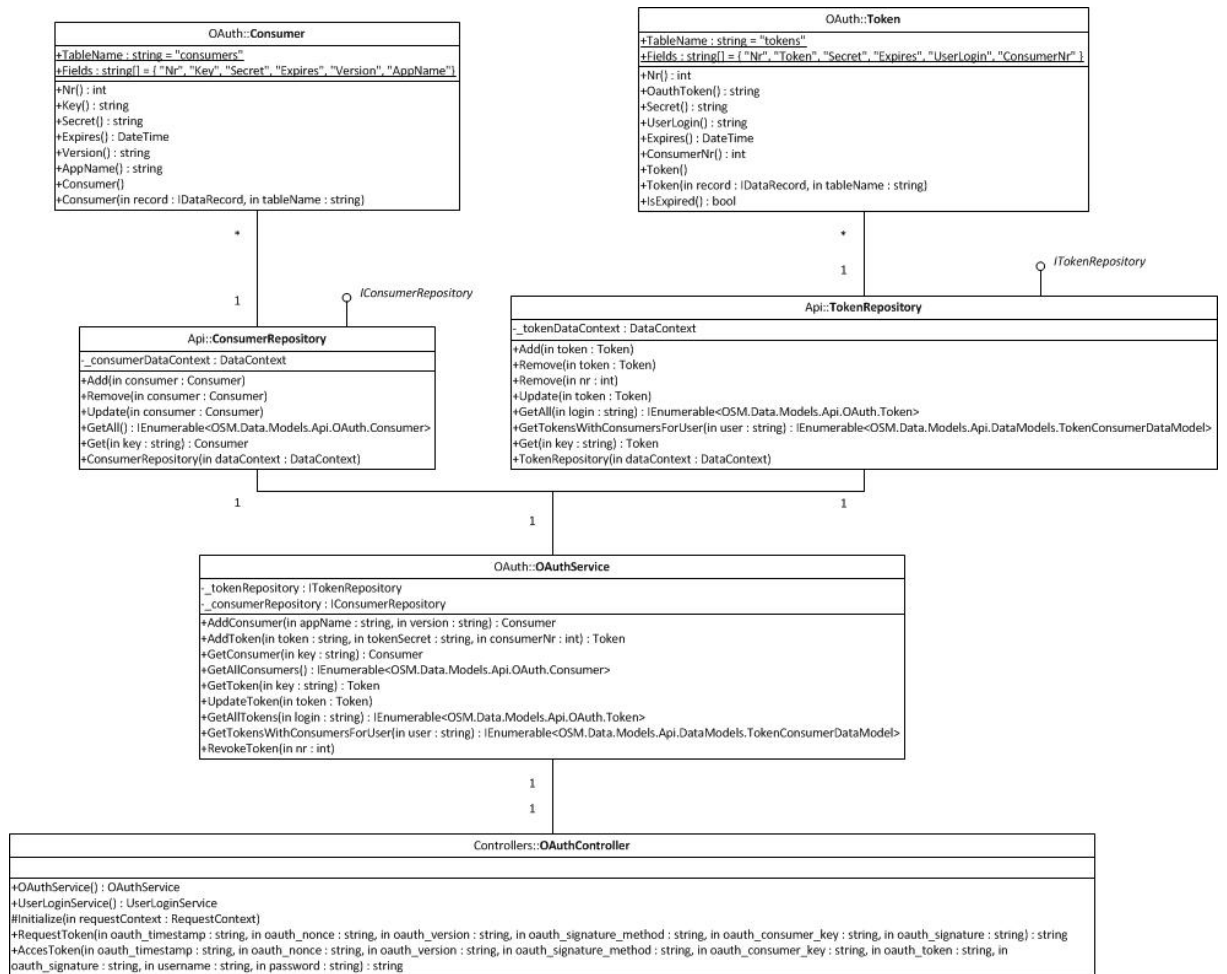 OAuth::Consumer
+TableName : string = "consumers"
+Fields : string[] = { "Nr", "Key", "Secret", "Expires", "Version", "AppName"}
+Nr() : int
+Key() : string
+Secret() : string
+Expires() : DateTime
+Version() : string
+AppName() : string
+Consumer()
+Consumer(in record : IDataRecord, in tableName : string)
OAuth::Token
+TableName : string = "tokens"
+Fields : string[] = { "Nr", "Token", "Secret", "Expires", "UserLogin", "ConsumerNr" }
+Nr() : int
+OauthToken() : string
+Secret() : string
+UserLogin() : string
+Expires() : DateTime
+ConsumerNr() : int
+Token()
+Token(in record : IDataRecord, in tableName : string)
+IsExpired() : bool
*
1
IConsumerRepository
*
1
ITokenRepository
Api::ConsumerRepository
-_consumerDataContext : DataContext
+Add(in consumer : Consumer)
+Remove(in consumer : Consumer)
+Update(in consumer : Consumer)
+GetAll() : IEnumerable<OSM.Data.Models.Api.OAuth.Consumer>
+Get(in key : string) : Consumer
+ConsumerRepository(in dataContext : DataContext)
Api::TokenRepository
-_tokenDataContext : DataContext
+Add(in token : Token)
+Remove(in token : Token)
+Remove(in nr : int)
+Update(in token : Token)
+GetAll(in login : string) : IEnumerable<OSM.Data.Models.Api.OAuth.Token>
+GetTokensWithConsumersForUser(in user : string) : IEnumerable<OSM.Data.Models.Api.DataModels.TokenConsumerDataModel>
+Get(in key : string) : Token
+TokenRepository(in dataContext : DataContext)
1
1
1
OAuth::OAuthService
-_tokenRepository : ITokenRepository
-_consumerRepository : IConsumerRepository
+AddConsumer(in appName : string, in version : string) : Consumer
+AddToken(in token : string, in tokenSecret : string, in consumerNr : int) : Token
+GetConsumer(in key : string) : Consumer
+GetAllConsumers() : IEnumerable<OSM.Data.Models.Api.OAuth.Consumer>
+GetToken(in key : string) : Token
+UpdateToken(in token : Token)
+GetAllTokens(in login : string) : IEnumerable<OSM.Data.Models.Api.OAuth.Token>
+GetTokensWithConsumersForUser(in user : string) : IEnumerable<OSM.Data.Models.Api.DataModels.TokenConsumerDataModel>
+RevokeToken(in nr : int)
1
1
Controllers::OAuthController
+OAuthService() : OAuthService
+UserLoginService() : UserLoginService
#Initialize(in requestContext : RequestContext)
+RequestToken(in oauth_timestamp : string, in oauth_nonce : string, in oauth_version : string, in oauth_signature_method : string, in oauth_consumer_key : string, in oauth_signature : string) : string
+AccesToken(in oauth_timestamp : string, in oauth_nonce : string, in oauth_version : string, in oauth_signature_method : string, in oauth_consumer_key : string, in oauth_token : string, in
oauth_signature : string, in username : string, in password : string) : string